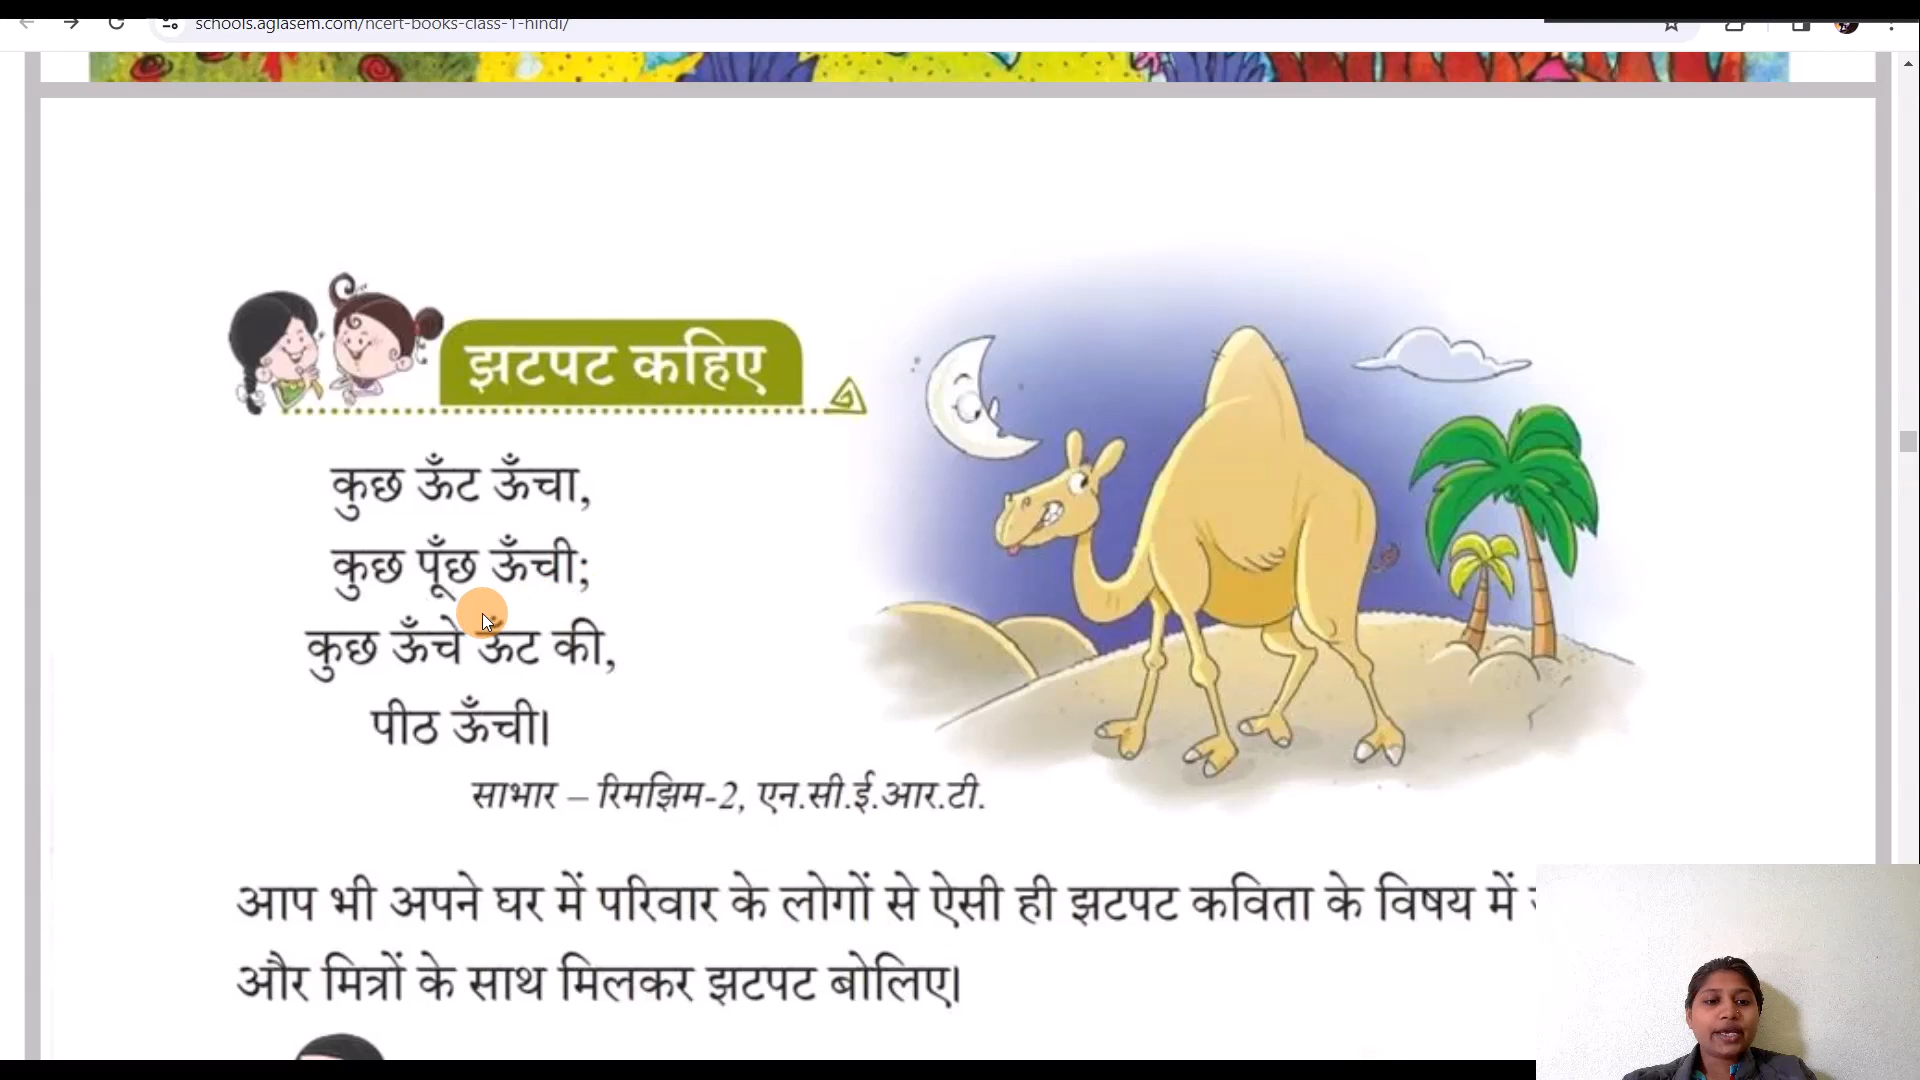 schools.aglasem.com/ncert-books-class-1-hindi/
झटपट कहिए
कुछ ऊँट ऊँचा,
कुछ पूँछ ऊँची;
कुछ ऊँचे ऊँट की,
पीठ ऊँची।
साभार – रिमझिम-2, एन.सी.ई.आर.टी.
आप भी अपने घर में परिवार के लोगों से ऐसी ही झटपट कविता के विषय में
और मित्रों के साथ मिलकर झटपट बोलिए।